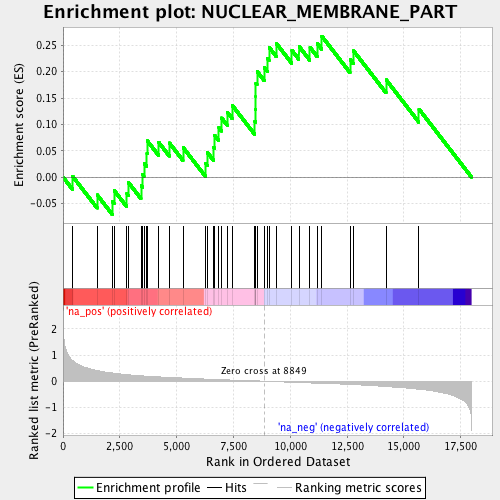 Enrichment plot: NUCLEAR_MEMBRANE_PART
Enrichment score (ES)
0.25
0.20
0.15
0.10
0.05
0.00
-0.05
'na_pos' (positively correlated)
Ranked list metric (PreRanked)
2
1
0
-1
-2
Zero cross at 8849
'na_neg' (negatively correlated)
0
2,500
5,000
7,500
10,000
12,500
15,000
17,500
Rank in Ordered Dataset
Enrichment profile
Hits
Ranking metric scores